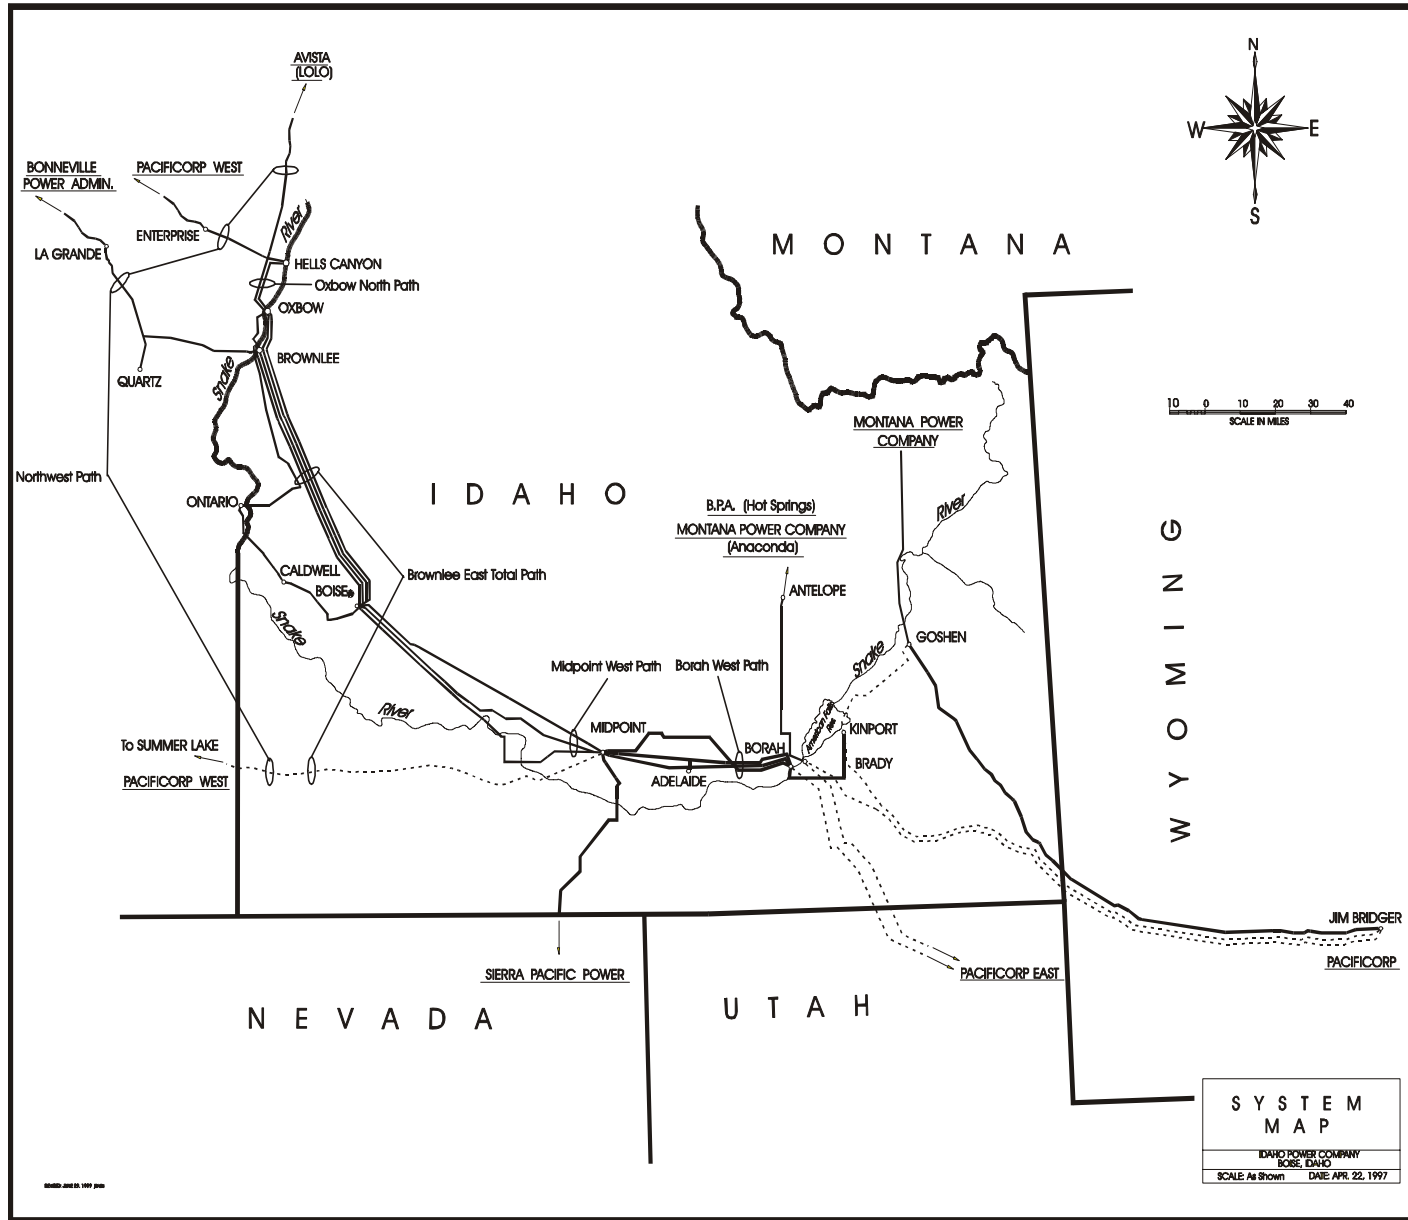 AVISTA
(LOLO)
N
W E
S
BONNEVILLE
POWER ADMIN.
PACIFICORP WEST
ENTERPRISE
River
LA GRANDE
HELLS CANYON
Oxbow North Path
OXBOW
MONTANA
BROWNLEE
Snake
QUARTZ
10 0 10 20 30 40
SCALE IN MILES
MONTANA POWER
COMPANY
Northwest Path
IDAHO
ONTARIO
B.P.A. (Hot Springs)
MONTANA POWER COMPANY
(Anaconda)
River
WYOMING
CALDWELL
BOISE
Brownlee East Total Path
ANTELOPE
Snake
GOSHEN
Snake
Midpoint West Path
Borah West Path
River
American Falls
Res
MIDPOINT
KINPORT
To SUMMER LAKE
BORAH
BRADY
PACIFICORP WEST
ADELAIDE
JIM BRIDGER
PACIFICORP
SIERRA PACIFIC POWER
PACIFICORP EAST
NEVADA
UTAH
SYSTEM
MAP
IDAHO POWER COMPANY
BOISE, IDAHO
SCALE: As Shown DATE: APR. 22, 1997